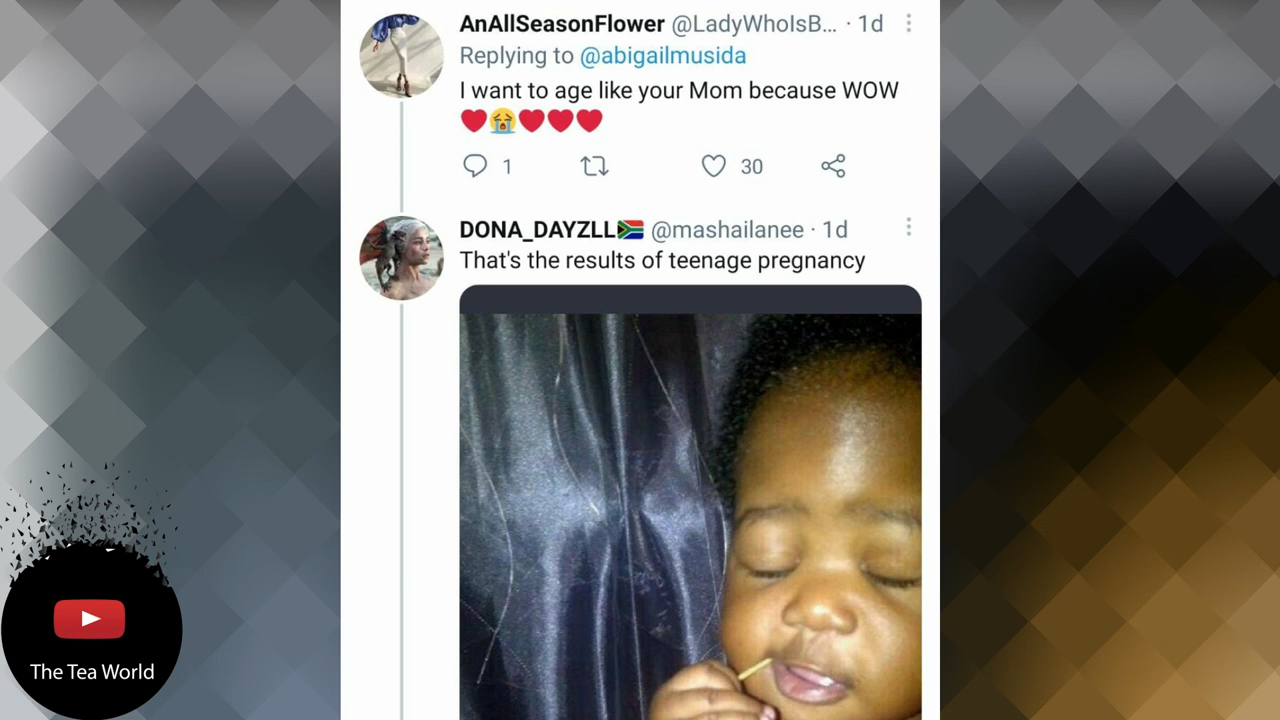 AnAllSeasonFlower @LadyWhoIsB... · 1d
Replying to @abigailmusida
I want to age like your Mom because WOW
❤️😭❤️❤️❤️
1 30
DONA_DAYZLL🇿🇦 @mashailanee · 1d
That's the results of teenage pregnancy
The Tea World